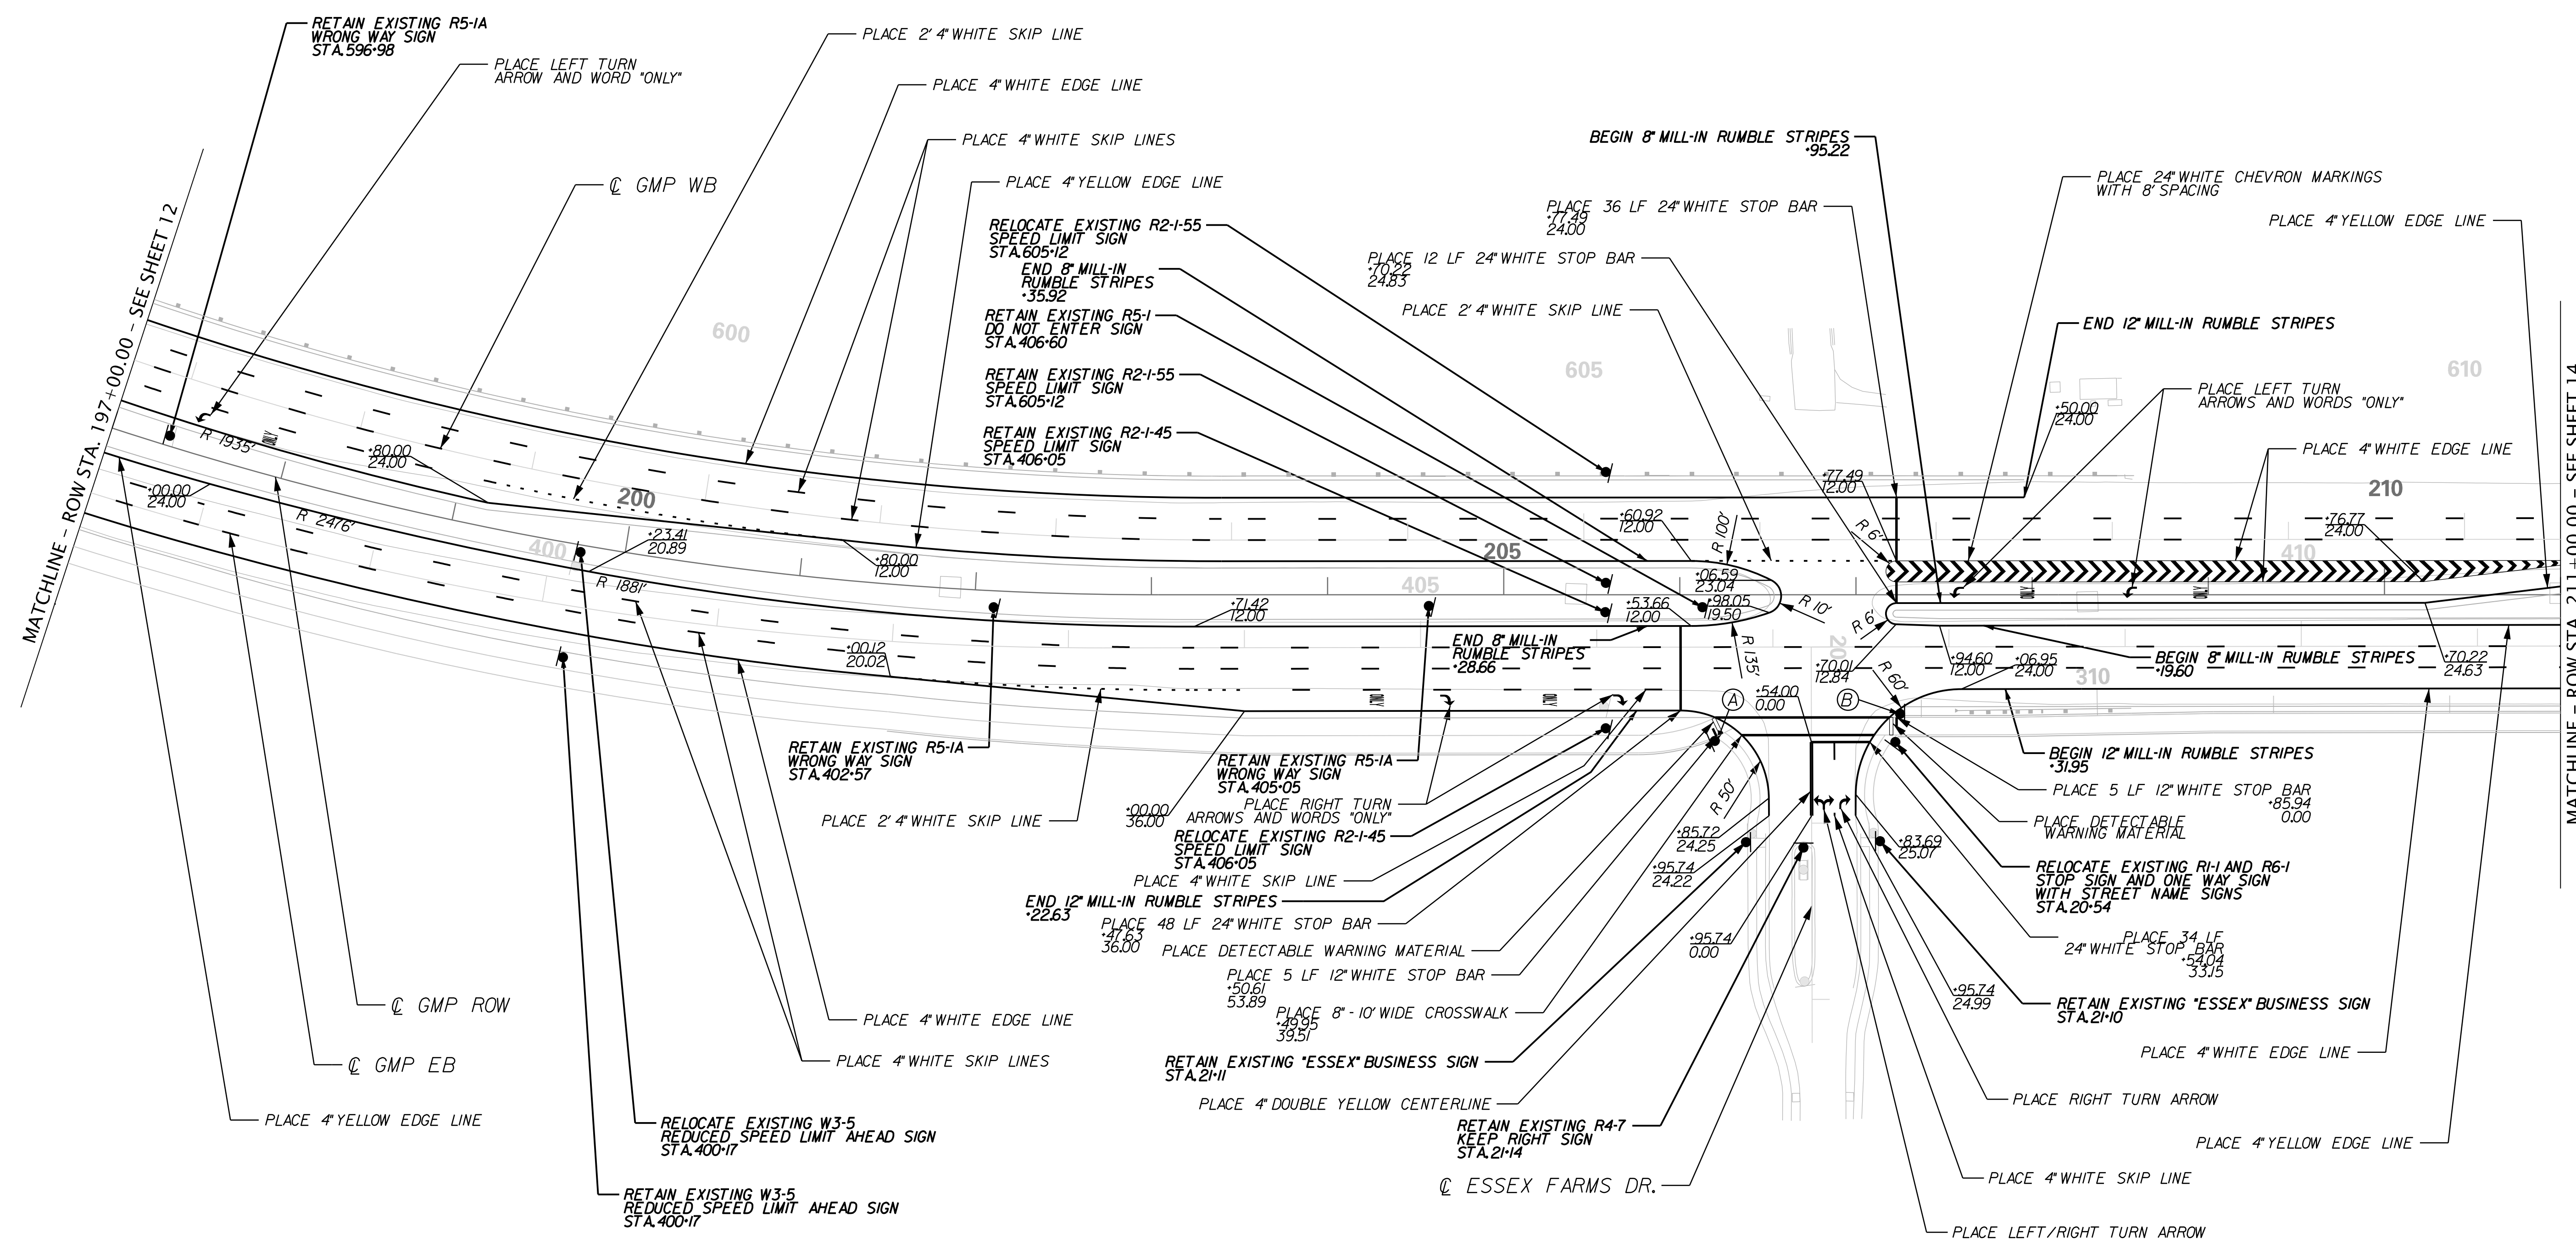 RETAIN EXISTING R5-1A
WRONG WAY SIGN
STA.596+98
PLACE LEFT TURN
ARROW AND WORD "ONLY"
PLACE 2' 4" WHITE SKIP LINE
PLACE 4" WHITE EDGE LINE
PLACE 4" WHITE SKIP LINES
℄ GMP WB
PLACE 4" YELLOW EDGE LINE
RELOCATE EXISTING R2-1-55
SPEED LIMIT SIGN
STA.605+12
END 8" MILL-IN
RUMBLE STRIPES
+35.92
RETAIN EXISTING R5-1
DO NOT ENTER SIGN
STA.406+60
RETAIN EXISTING R2-1-55
SPEED LIMIT SIGN
STA.605+12
RETAIN EXISTING R2-1-45
SPEED LIMIT SIGN
STA.406+05
BEGIN 8" MILL-IN RUMBLE STRIPES
+95.22
PLACE 36 LF 24" WHITE STOP BAR
+77.49
24.00
PLACE 12 LF 24" WHITE STOP BAR
+70.22
24.83
PLACE 2' 4" WHITE SKIP LINE
PLACE 24" WHITE CHEVRON MARKINGS
WITH 8' SPACING
PLACE 4" YELLOW EDGE LINE
END 12" MILL-IN RUMBLE STRIPES
PLACE LEFT TURN
ARROWS AND WORDS "ONLY"
+50.00
24.00
PLACE 4" WHITE EDGE LINE
MATCHLINE - ROW STA. 197+00.00 - SEE SHEET 12
MATCHLINE - ROW STA. 211+00.00 - SEE SHEET 14
600
605
610
200
205
210
400
405
410
310
20
R 1935'
ONLY
+80.00
24.00
+00.00
24.00
R 2476'
+23.41
20.89
R 1881'
+80.00
12.00
+71.42
12.00
+00.12
20.02
+60.92
12.00
R 100'
+06.59
23.04
+98.05
19.50
+53.66
12.00
R 10'
R 135'
+77.49
12.00
R 6'
R 6'
+76.77
24.00
ONLY
ONLY
END 8" MILL-IN
RUMBLE STRIPES
+28.66
ONLY
ONLY
+70.01
12.84
R 60'
+94.60
12.00
+06.95
24.00
BEGIN 8" MILL-IN RUMBLE STRIPES
+19.60
+70.22
24.63
A
+54.00
0.00
B
RETAIN EXISTING R5-1A
WRONG WAY SIGN
STA.402+57
PLACE 2' 4" WHITE SKIP LINE
+00.00
36.00
RETAIN EXISTING R5-1A
WRONG WAY SIGN
STA.405+05
PLACE RIGHT TURN
ARROWS AND WORDS "ONLY"
RELOCATE EXISTING R2-1-45
SPEED LIMIT SIGN
STA.406+05
PLACE 4" WHITE SKIP LINE
END 12" MILL-IN RUMBLE STRIPES
+22.63
PLACE 48 LF 24" WHITE STOP BAR
+47.63
36.00
PLACE DETECTABLE WARNING MATERIAL
PLACE 5 LF 12" WHITE STOP BAR
+50.61
53.89
PLACE 8" - 10' WIDE CROSSWALK
+49.95
39.51
RETAIN EXISTING "ESSEX" BUSINESS SIGN
STA.21+11
PLACE 4" DOUBLE YELLOW CENTERLINE
RETAIN EXISTING R4-7
KEEP RIGHT SIGN
STA.21+14
℄ ESSEX FARMS DR.
R 50'
+85.72
24.25
+95.74
24.22
+95.74
0.00
+83.69
25.07
+95.74
24.99
BEGIN 12" MILL-IN RUMBLE STRIPES
+31.95
PLACE 5 LF 12" WHITE STOP BAR
+85.94
0.00
PLACE DETECTABLE
WARNING MATERIAL
RELOCATE EXISTING R1-1 AND R6-1
STOP SIGN AND ONE WAY SIGN
WITH STREET NAME SIGNS
STA.20+54
PLACE 34 LF
24" WHITE STOP BAR
+54.04
33.15
RETAIN EXISTING "ESSEX" BUSINESS SIGN
STA.21+10
PLACE 4" WHITE EDGE LINE
PLACE RIGHT TURN ARROW
PLACE 4" YELLOW EDGE LINE
PLACE 4" WHITE SKIP LINE
PLACE LEFT/RIGHT TURN ARROW
℄ GMP ROW
℄ GMP EB
PLACE 4" YELLOW EDGE LINE
PLACE 4" WHITE EDGE LINE
PLACE 4" WHITE SKIP LINES
RELOCATE EXISTING W3-5
REDUCED SPEED LIMIT AHEAD SIGN
STA.400+17
RETAIN EXISTING W3-5
REDUCED SPEED LIMIT AHEAD SIGN
STA.400+17